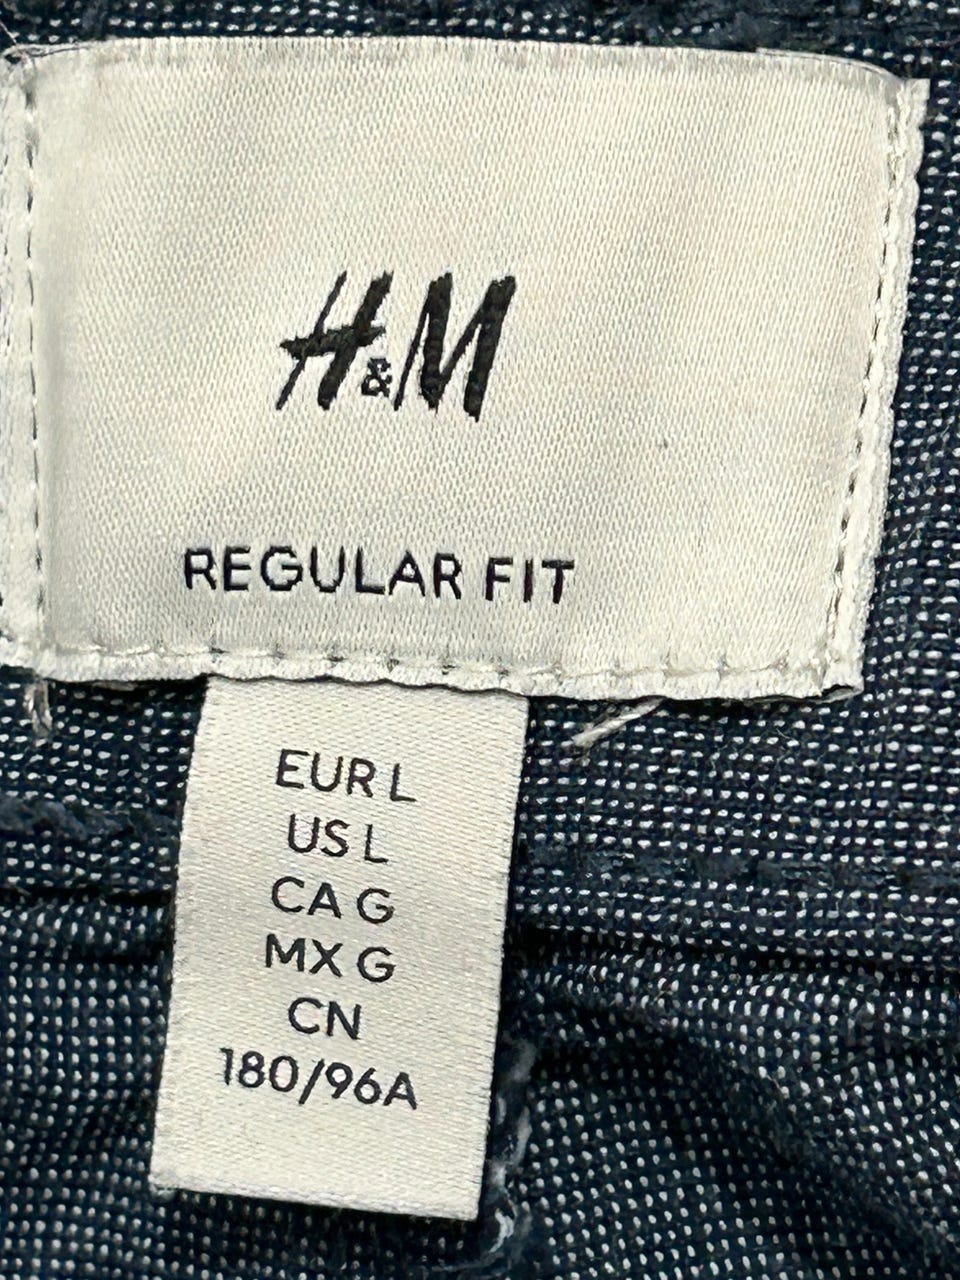 H&M
REGULAR FIT
EUR L
US L
CA G
MX G
CN
180/96A